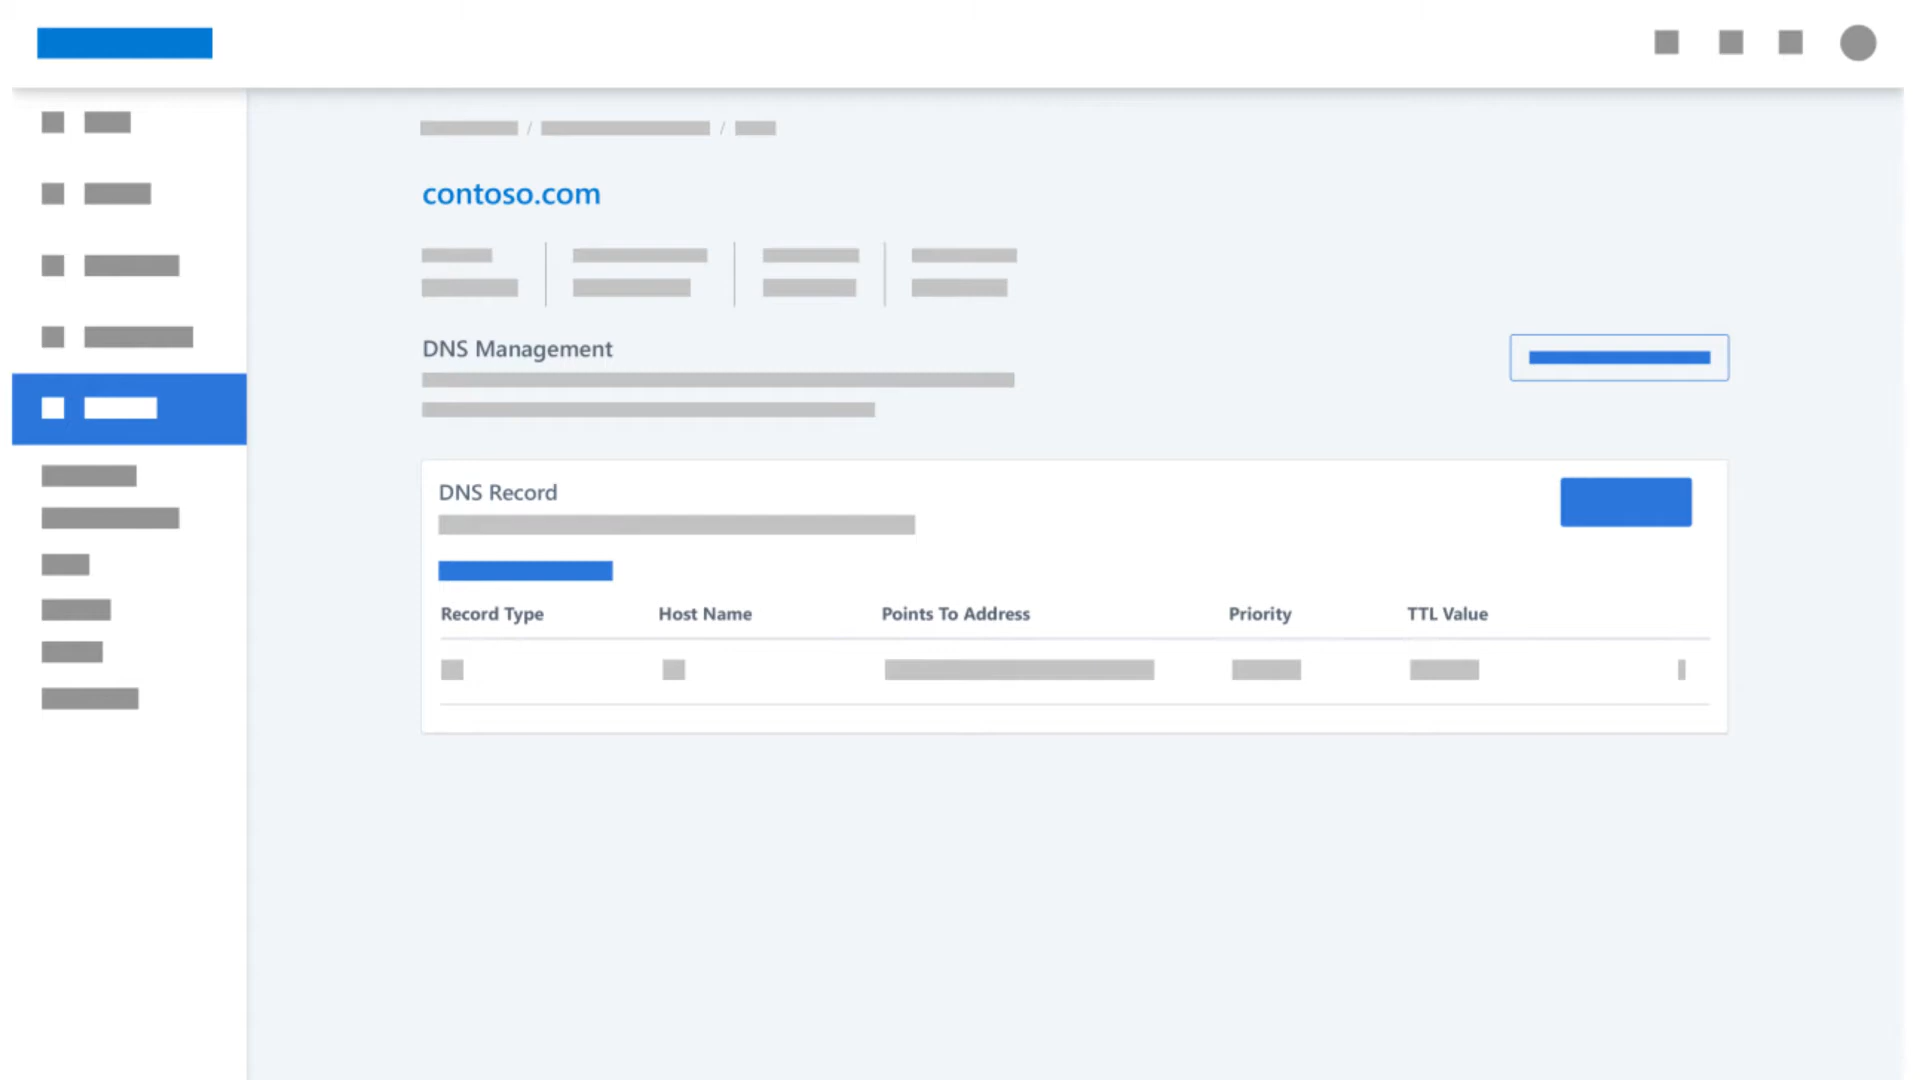 / /
contoso.com
DNS Management
DNS Record
Record Type Host Name Points To Address Priority TTL Value